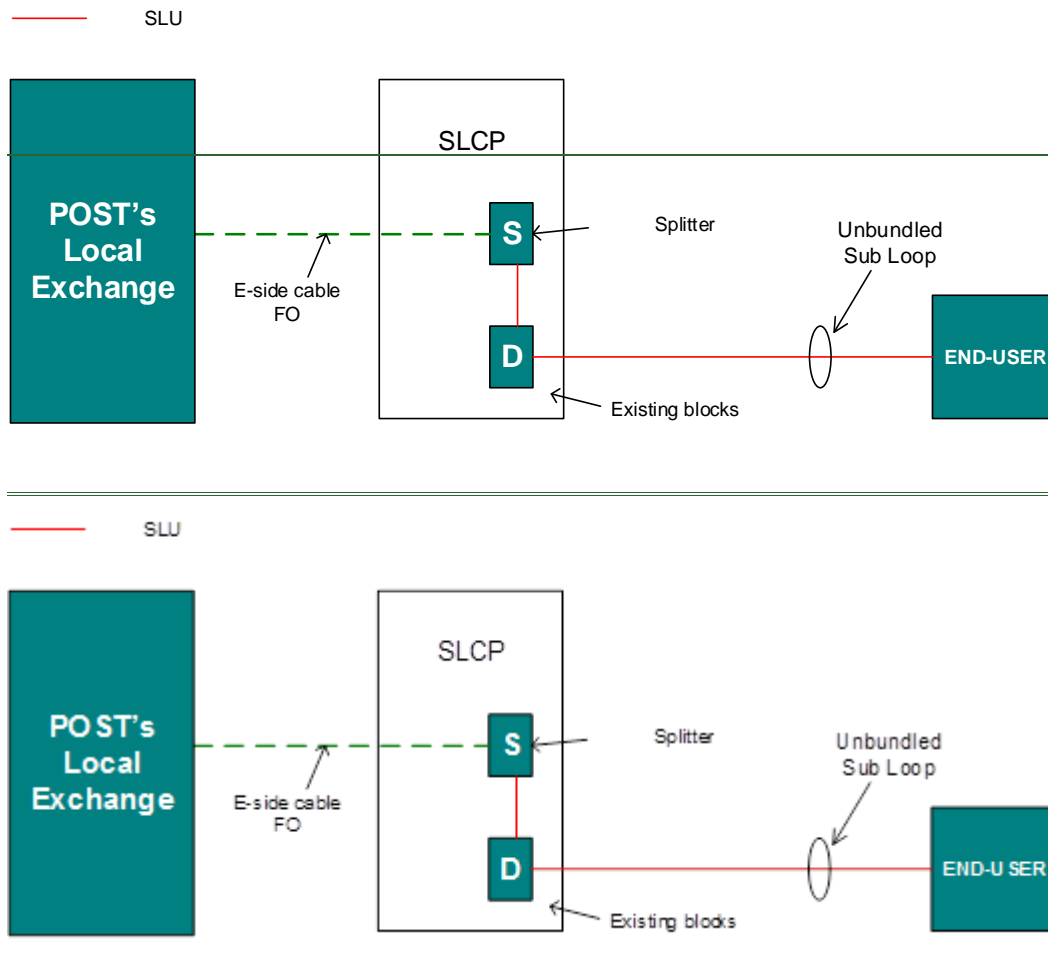 SLU
SLCP
POST's
Local
Exchange
S
Splitter
Unbundled
Sub Loop
E-side cable
FO
D
END-USER
Existing blocks
SLU
SLCP
POST's
Local
Exchange
S
Splitter
Unbundled
Sub Loop
E-side cable
FO
D
END-USER
Existing blocks